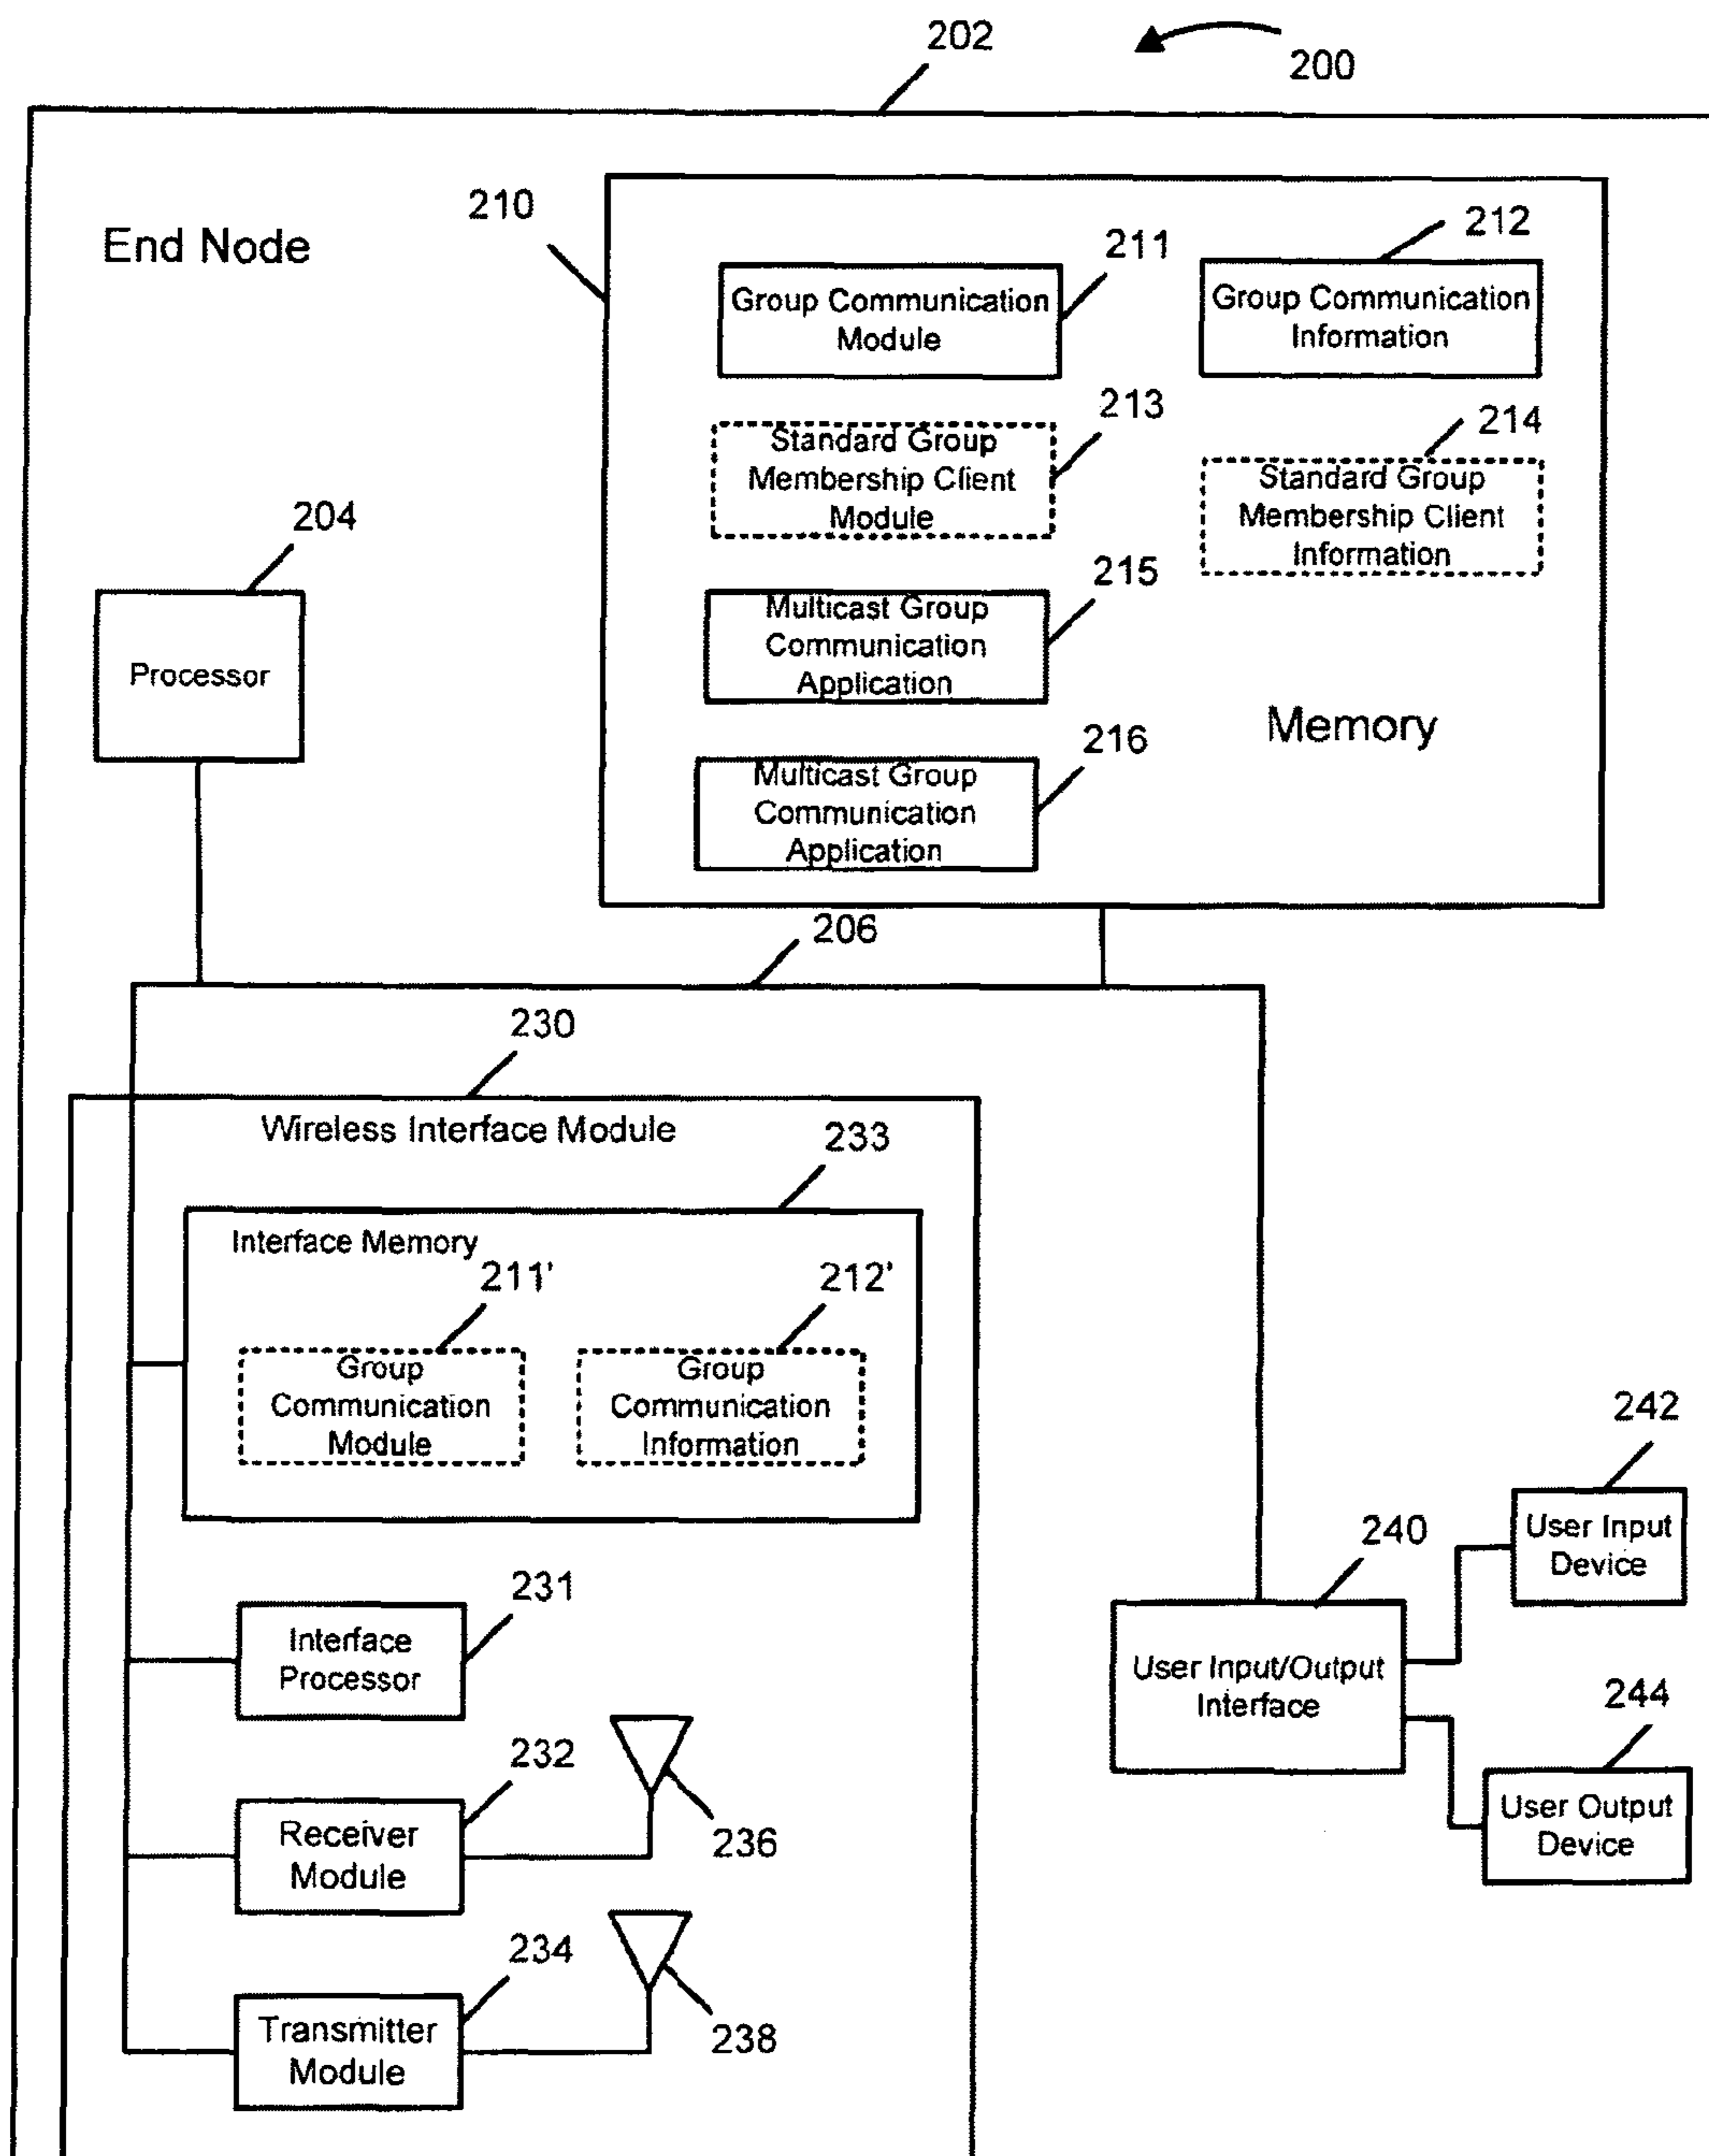 202
200
End Node
210
211
212
Group Communication
Module
Group Communication
Information
213
214
Standard Group
Membership Client
Module
Standard Group
Membership Client
Information
204
Processor
215
Multicast Group
Communication
Application
Memory
216
Multicast Group
Communication
Application
206
230
Wireless Interface Module
233
Interface Memory
211'
212'
Group
Communication
Module
Group
Communication
Information
231
Interface
Processor
232
Receiver
Module
236
234
Transmitter
Module
238
240
User Input/Output
Interface
242
User Input
Device
244
User Output
Device